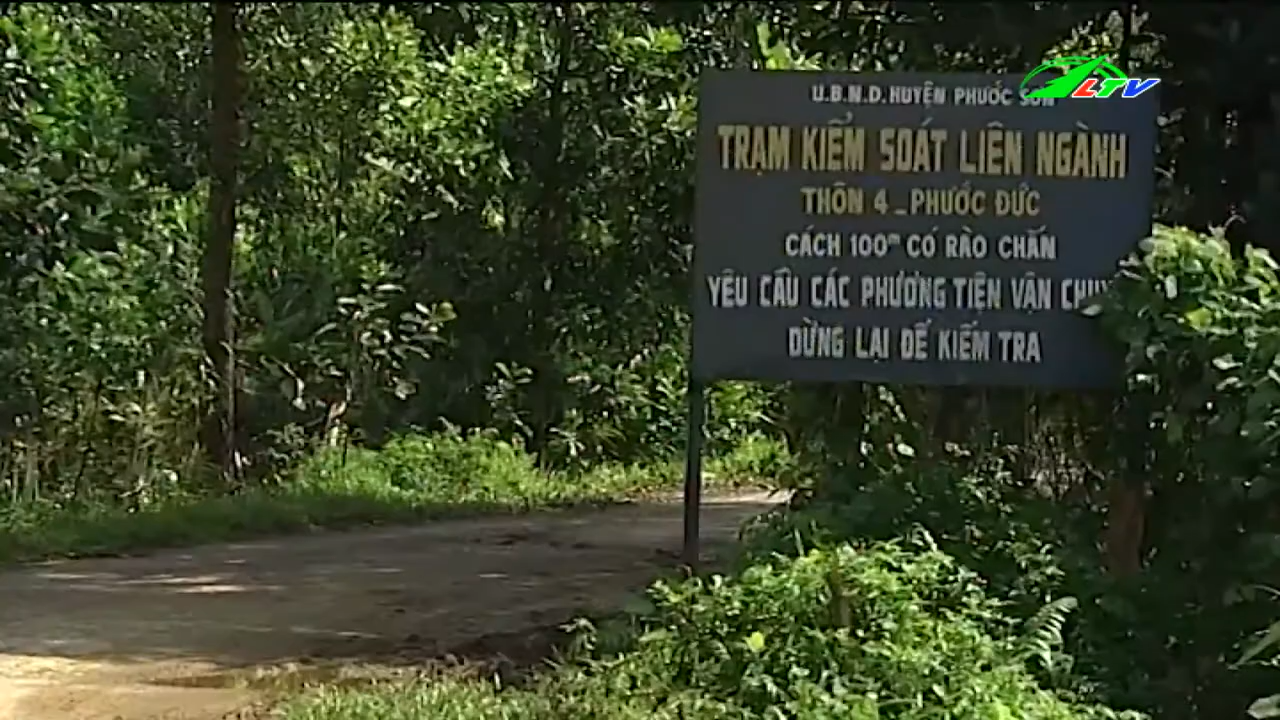 U.B.N.D. HUYỆN PHƯỚC SƠN
LTV
TRẠM KIỂM SOÁT LIÊN NGÀNH
THÔN 4 - PHƯỚC ĐỨC
CÁCH 100m CÓ RÀO CHẮN
YÊU CẦU CÁC PHƯƠNG TIỆN VẬN
DỪNG LẠI ĐỂ KIỂM TRA